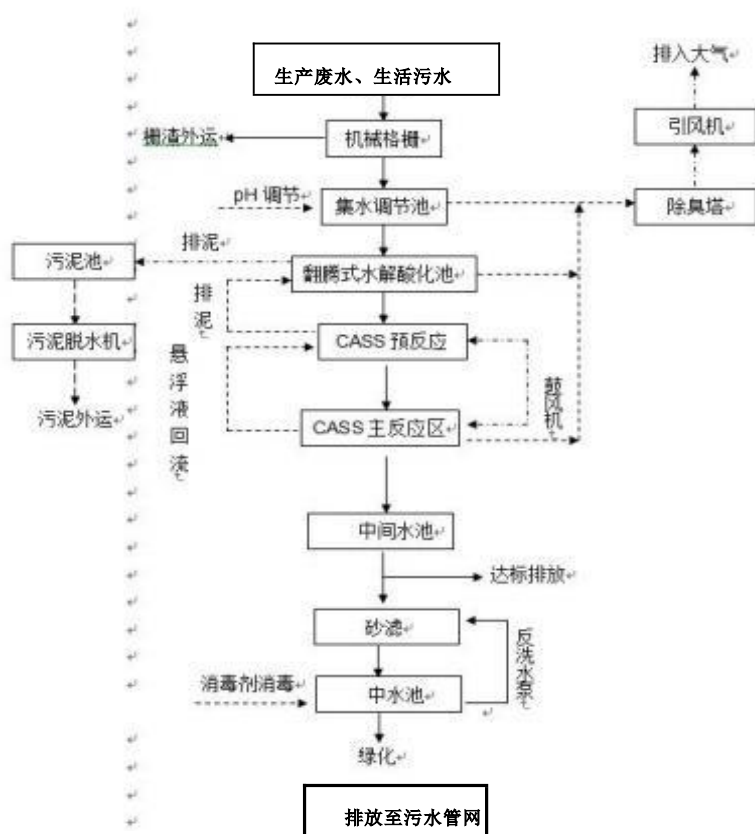 生产废水、生活污水
排入大气
栅渣外运
机械格栅
引风机
pH 调节
集水调节池
除臭塔
排泥
污泥池
翻腾式水解酸化池
排泥
污泥脱水机
CASS 预反应
悬浮液回流
鼓风机
污泥外运
CASS 主反应区
中间水池
达标排放
砂滤
反洗水泵
消毒剂消毒
中水池
绿化
排放至污水管网